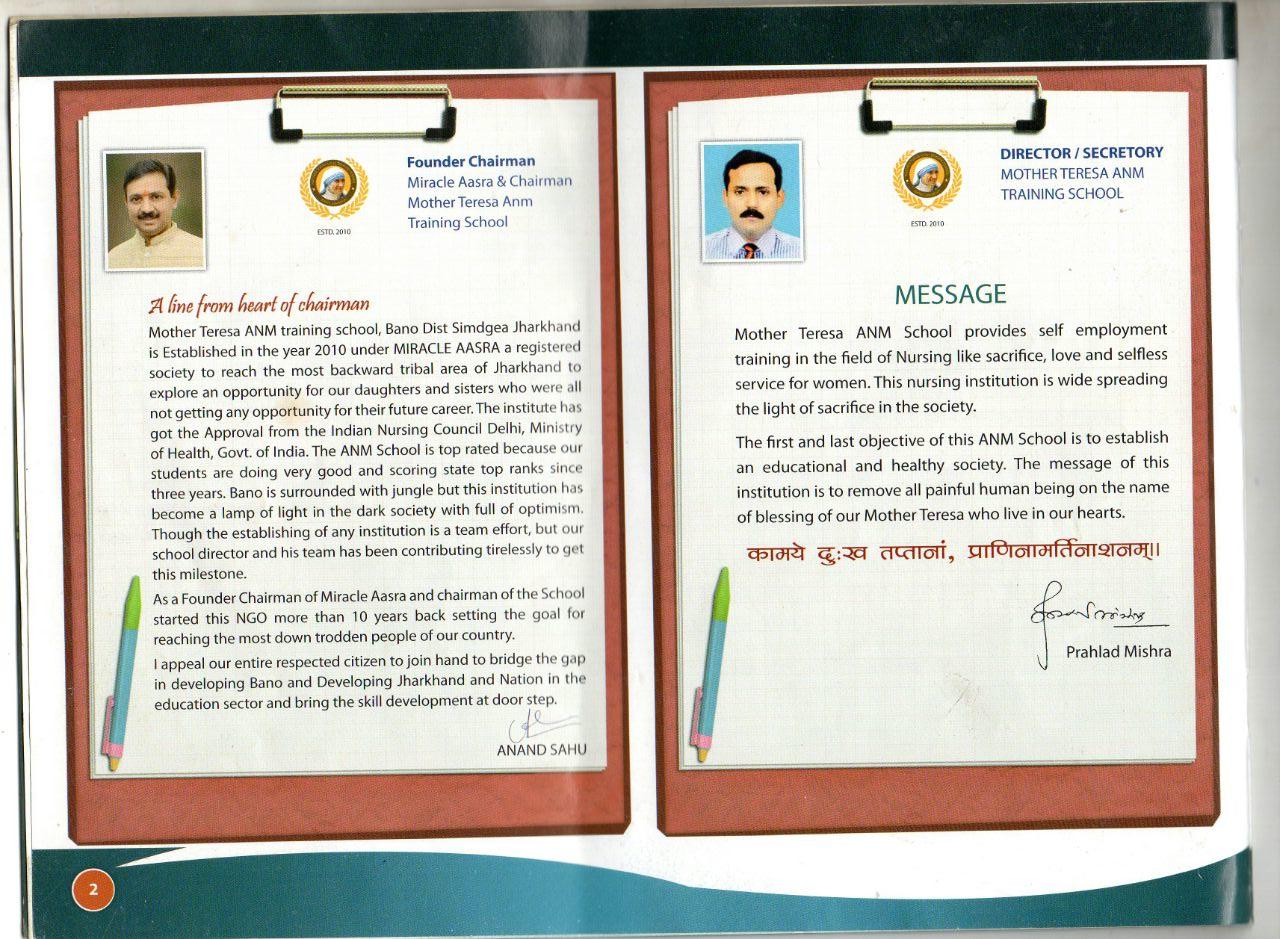 Founder Chairman
Miracle Aasra & Chairman
Mother Teresa Anm
Training School
ESTD. 2010
A line from heart of chairman
Mother Teresa ANM training school, Bano Dist Simdgea Jharkhand
is Established in the year 2010 under MIRACLE AASRA a registered
society to reach the most backward tribal area of Jharkhand to
explore an opportunity for our daughters and sisters who were all
not getting any opportunity for their future career. The institute has
got the Approval from the Indian Nursing Council Delhi, Ministry
of Health, Govt. of India. The ANM School is top rated because our
students are doing very good and scoring state top ranks since
three years. Bano is surrounded with jungle but this institution has
become a lamp of light in the dark society with full of optimism.
Though the establishing of any institution is a team effort, but our
school director and his team has been contributing tirelessly to get
this milestone.
As a Founder Chairman of Miracle Aasra and chairman of the School
started this NGO more than 10 years back setting the goal for
reaching the most down trodden people of our country.
I appeal our entire respected citizen to join hand to bridge the gap
in developing Bano and Developing Jharkhand and Nation in the
education sector and bring the skill development at door step.
ANAND SAHU
2
DIRECTOR / SECRETORY
MOTHER TERESA ANM
TRAINING SCHOOL
ESTD. 2010
MESSAGE
Mother Teresa ANM School provides self employment
training in the field of Nursing like sacrifice, love and selfless
service for women. This nursing institution is wide spreading
the light of sacrifice in the society.
The first and last objective of this ANM School is to establish
an educational and healthy society. The message of this
institution is to remove all painful human being on the name
of blessing of our Mother Teresa who live in our hearts.
कामये दुःख तप्तानां, प्राणिनामर्तिनाशनम्।।
Prahlad Mishra